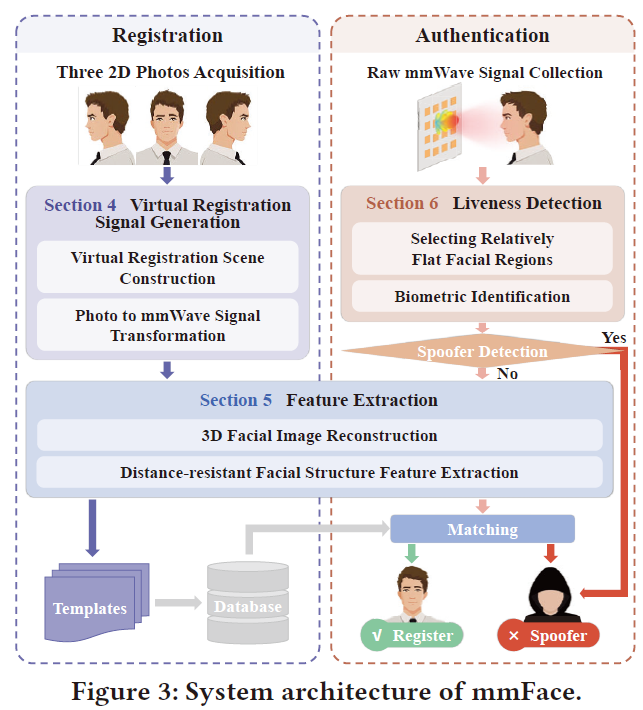 Registration
Three 2D Photos Acquisition
Section 4 Virtual Registration
Signal Generation
Virtual Registration Scene
Construction
Photo to mmWave Signal
Transformation
Authentication
Raw mmWave Signal Collection
Section 6 Liveness Detection
Selecting Relatively
Flat Facial Regions
Biometric Identification
Spoofer Detection
Yes
No
Section 5 Feature Extraction
3D Facial Image Reconstruction
Distance-resistant Facial Structure Feature Extraction
Templates
Database
Matching
√ Register
× Spoofer
Figure 3: System architecture of mmFace.